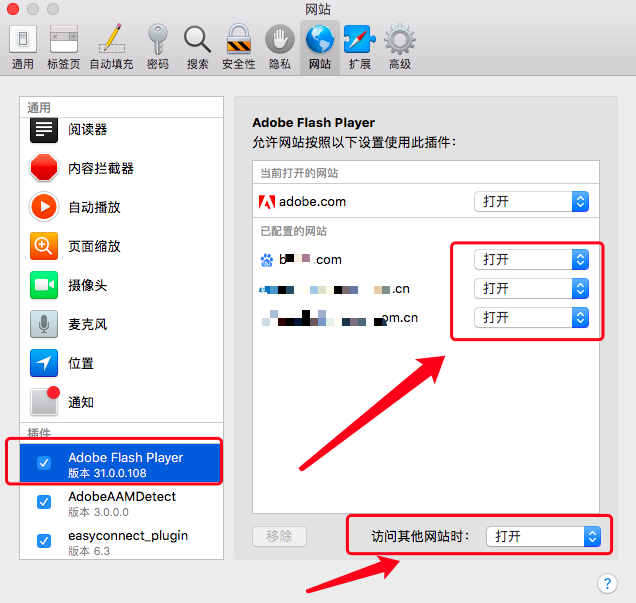 网站
通用 标签页 自动填充 密码 搜索 安全性 隐私 网站 扩展 高级
通用
阅读器
内容拦截器
自动播放
页面缩放
摄像头
麦克风
位置
通知
插件
Adobe Flash Player
版本 31.0.0.108
AdobeAAMDetect
版本 3.0.0.0
easyconnect_plugin
版本 6.3
Adobe Flash Player
允许网站按照以下设置使用此插件：
当前打开的网站
adobe.com 打开
已配置的网站
com 打开
.cn 打开
om.cn 打开
移除 访问其他网站时： 打开
?